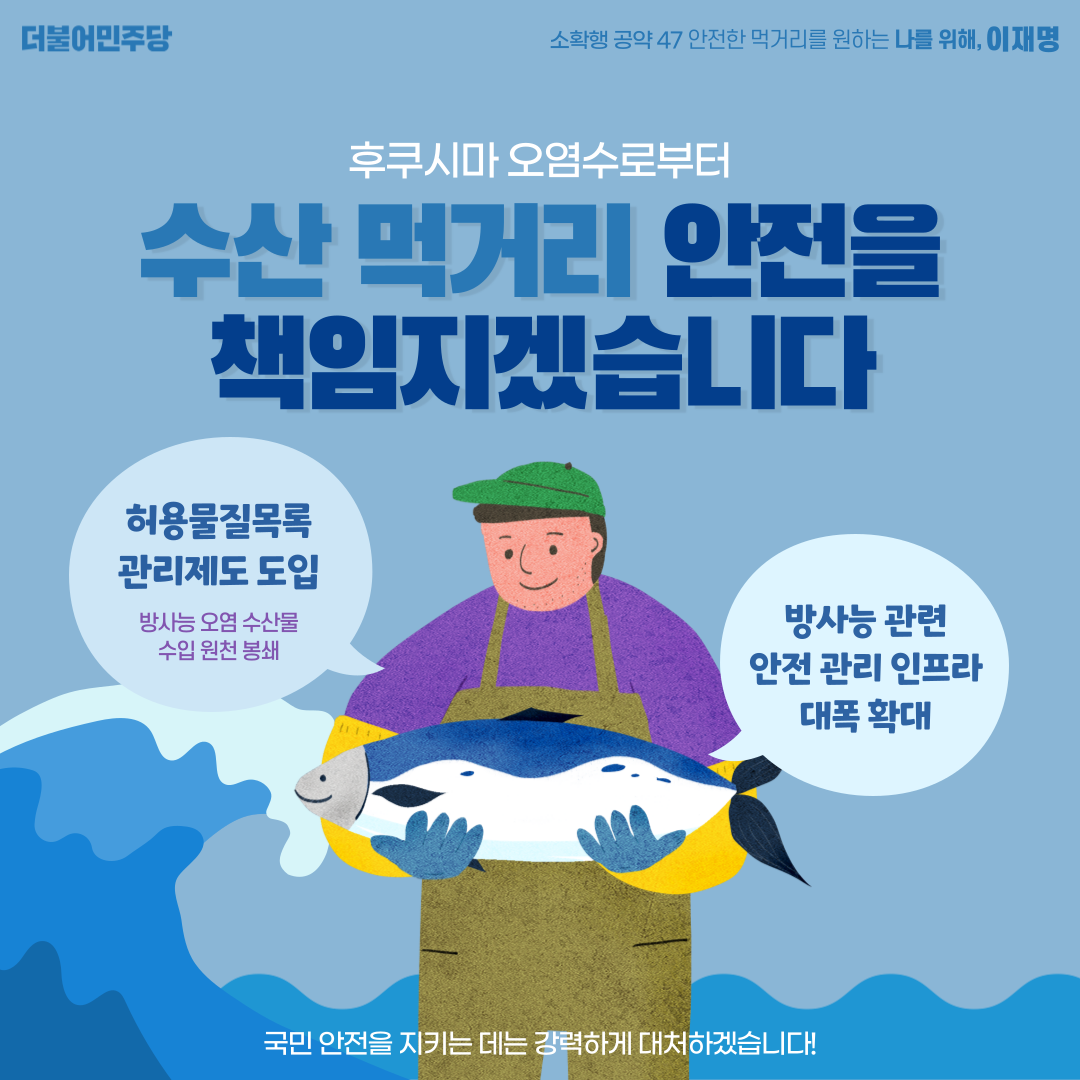 더불어민주당
소확행 공약 47 안전한 먹거리를 원하는 나를 위해, 이재명
후쿠시마 오염수로부터
수산 먹거리 안전을
책임지겠습니다
허용물질목록
관리제도 도입
방사능 오염 수산물
수입 원천 봉쇄
방사능 관련
안전 관리 인프라
대폭 확대
국민 안전을 지키는 데는 강력하게 대처하겠습니다!